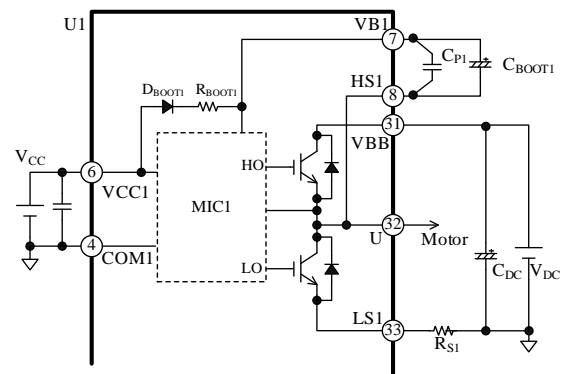 U1
VB1
7
CP1
CBOOT1
DBOOT1 RBOOT1
HS1
8
31
VBB
VCC
6
VCC1
HO
MIC1
32
U
Motor
4
COM1
LO
CDC
VDC
LS1
33
RS1